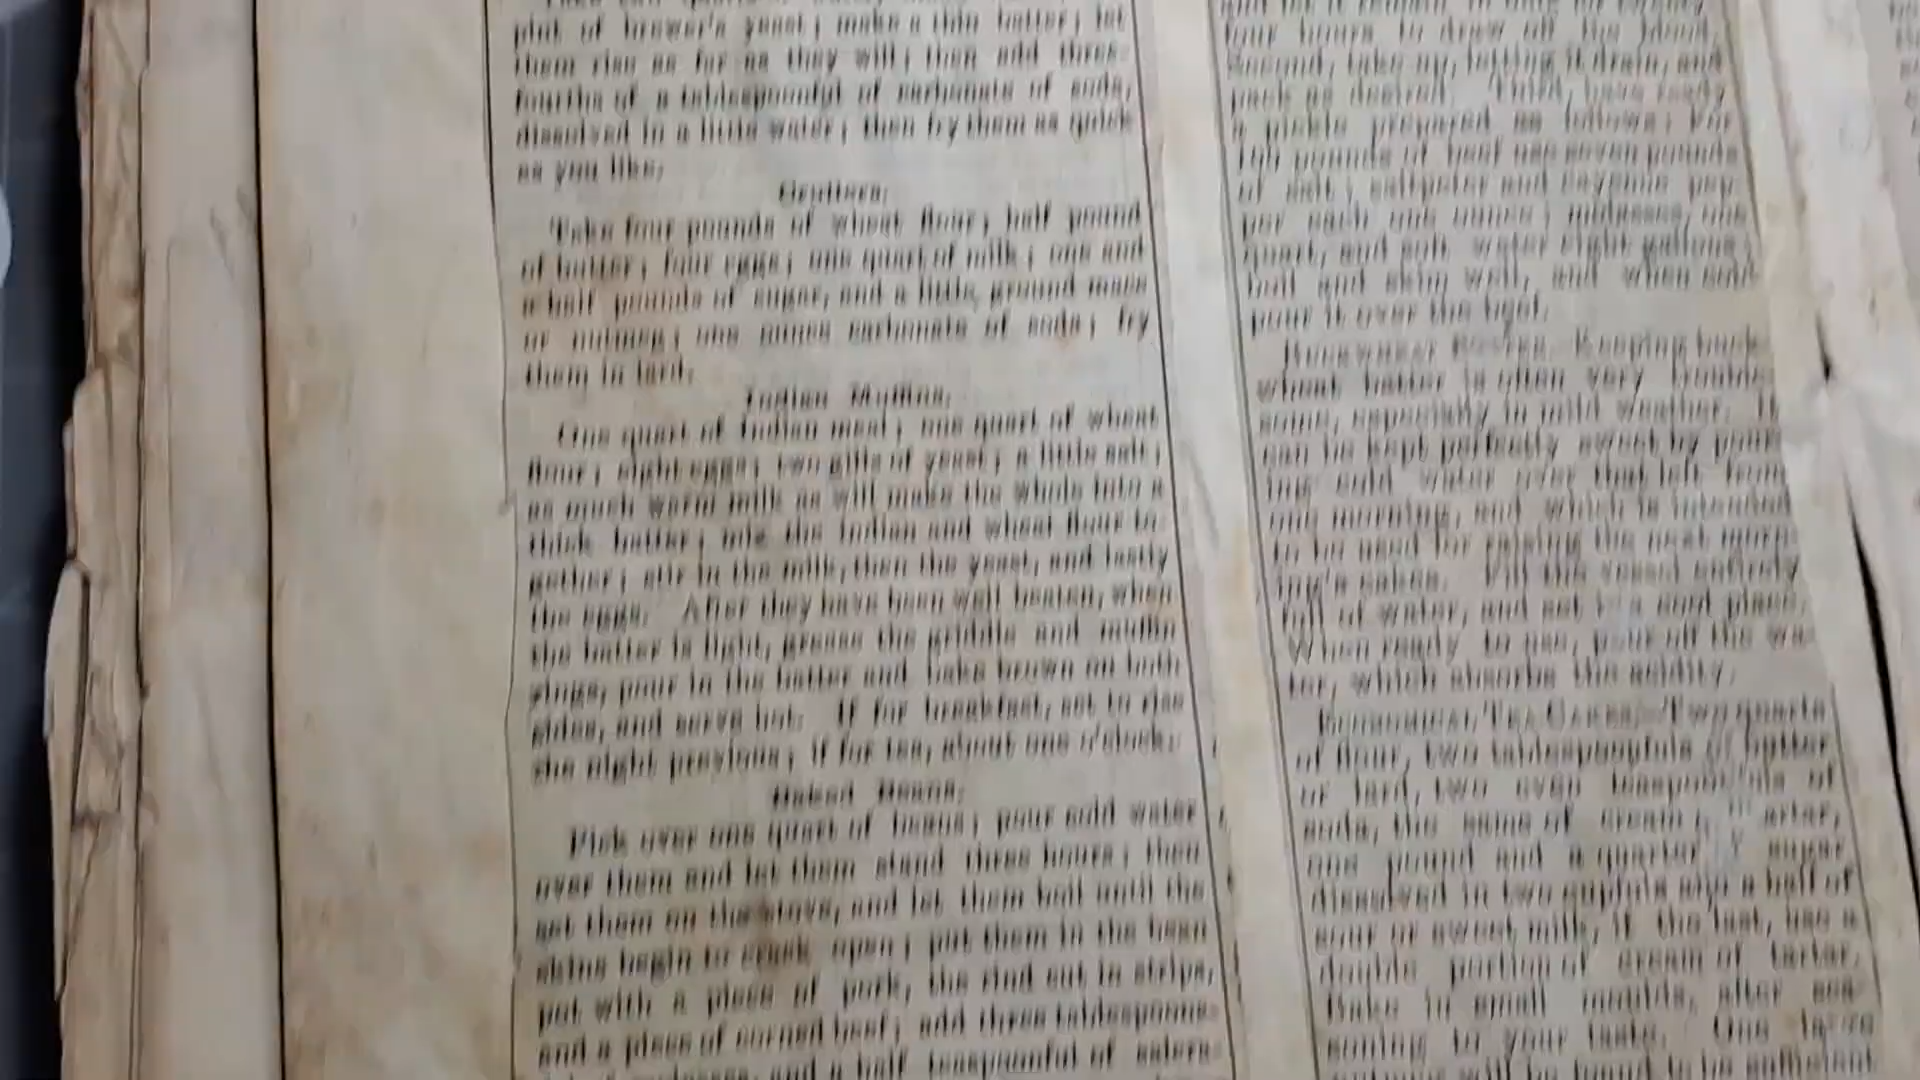 pint of brewer's yeast; make a thin batter; let
them rise as far as they will; then add three-
fourths of a tablespoonful of carbonate of soda,
dissolved in a little water; then fry them as quick
as you like.
Crullers.
Take four pounds of wheat flour; half pound
of butter; four eggs; one quart of milk; one and
a half pounds of sugar, and a little ground mace
or nutmeg; one ounce carbonate of soda; fry
them in lard.
Indian Muffins.
One quart of Indian meal; one quart of wheat
flour; eight eggs; two gills of yeast; a little salt;
as much warm milk as will make the whole into a
thick batter; mix the Indian and wheat flour to-
gether; stir in the milk, then the yeast, and lastly
the eggs. After they have been well beaten, when
the batter is light, grease the griddle and muffin
rings, pour in the batter and bake brown on both
sides, and serve hot. If for breakfast, set to rise
the night previous; if for tea, about one o'clock.
Baked Beans.
Pick over one quart of beans; pour cold water
over them and let them stand three hours; then
set them on the stove, and let them boil until the
skins begin to crack open; put them in the bean
pot with a piece of pork, the rind cut in strips,
and a piece of corned beef; add three tablespoons-
and a half teaspoonful of salera-
four hours to draw off the blood.
Second, take up, letting it drain, and
pack as desired. Third, have ready
a pickle prepared as follows: For
100 pounds of beef use seven pounds
of salt; saltpeter and cayenne pep-
per each one ounce; molasses, one
quart, and soft water eight gallons;
boil and skim well, and when cold
pour it over the beef.
Keeping buck-
wheat batter is often very trouble-
some, especially in mild weather. It
can be kept perfectly sweet by pour-
ing cold water over that left from
one morning, and which is intended
to be used for raising the next morn-
ing's cakes. Fill the vessel entirely
full of water, and set in a cool place.
When ready to use, pour off the wa-
ter, which absorbs the acidity.
Economical Tea Cakes.—Two quarts
of flour, two tablespoonfuls of butter
or lard, two even teaspoonfuls of
soda, the same of cream tartar,
one pound and a quarter sugar
dissolved in two cupfuls and a half of
sour or sweet milk, if the last, use a
double portion of cream of tartar.
Bake in small moulds, after sea-
soning to your taste. One
will be found to be sufficient